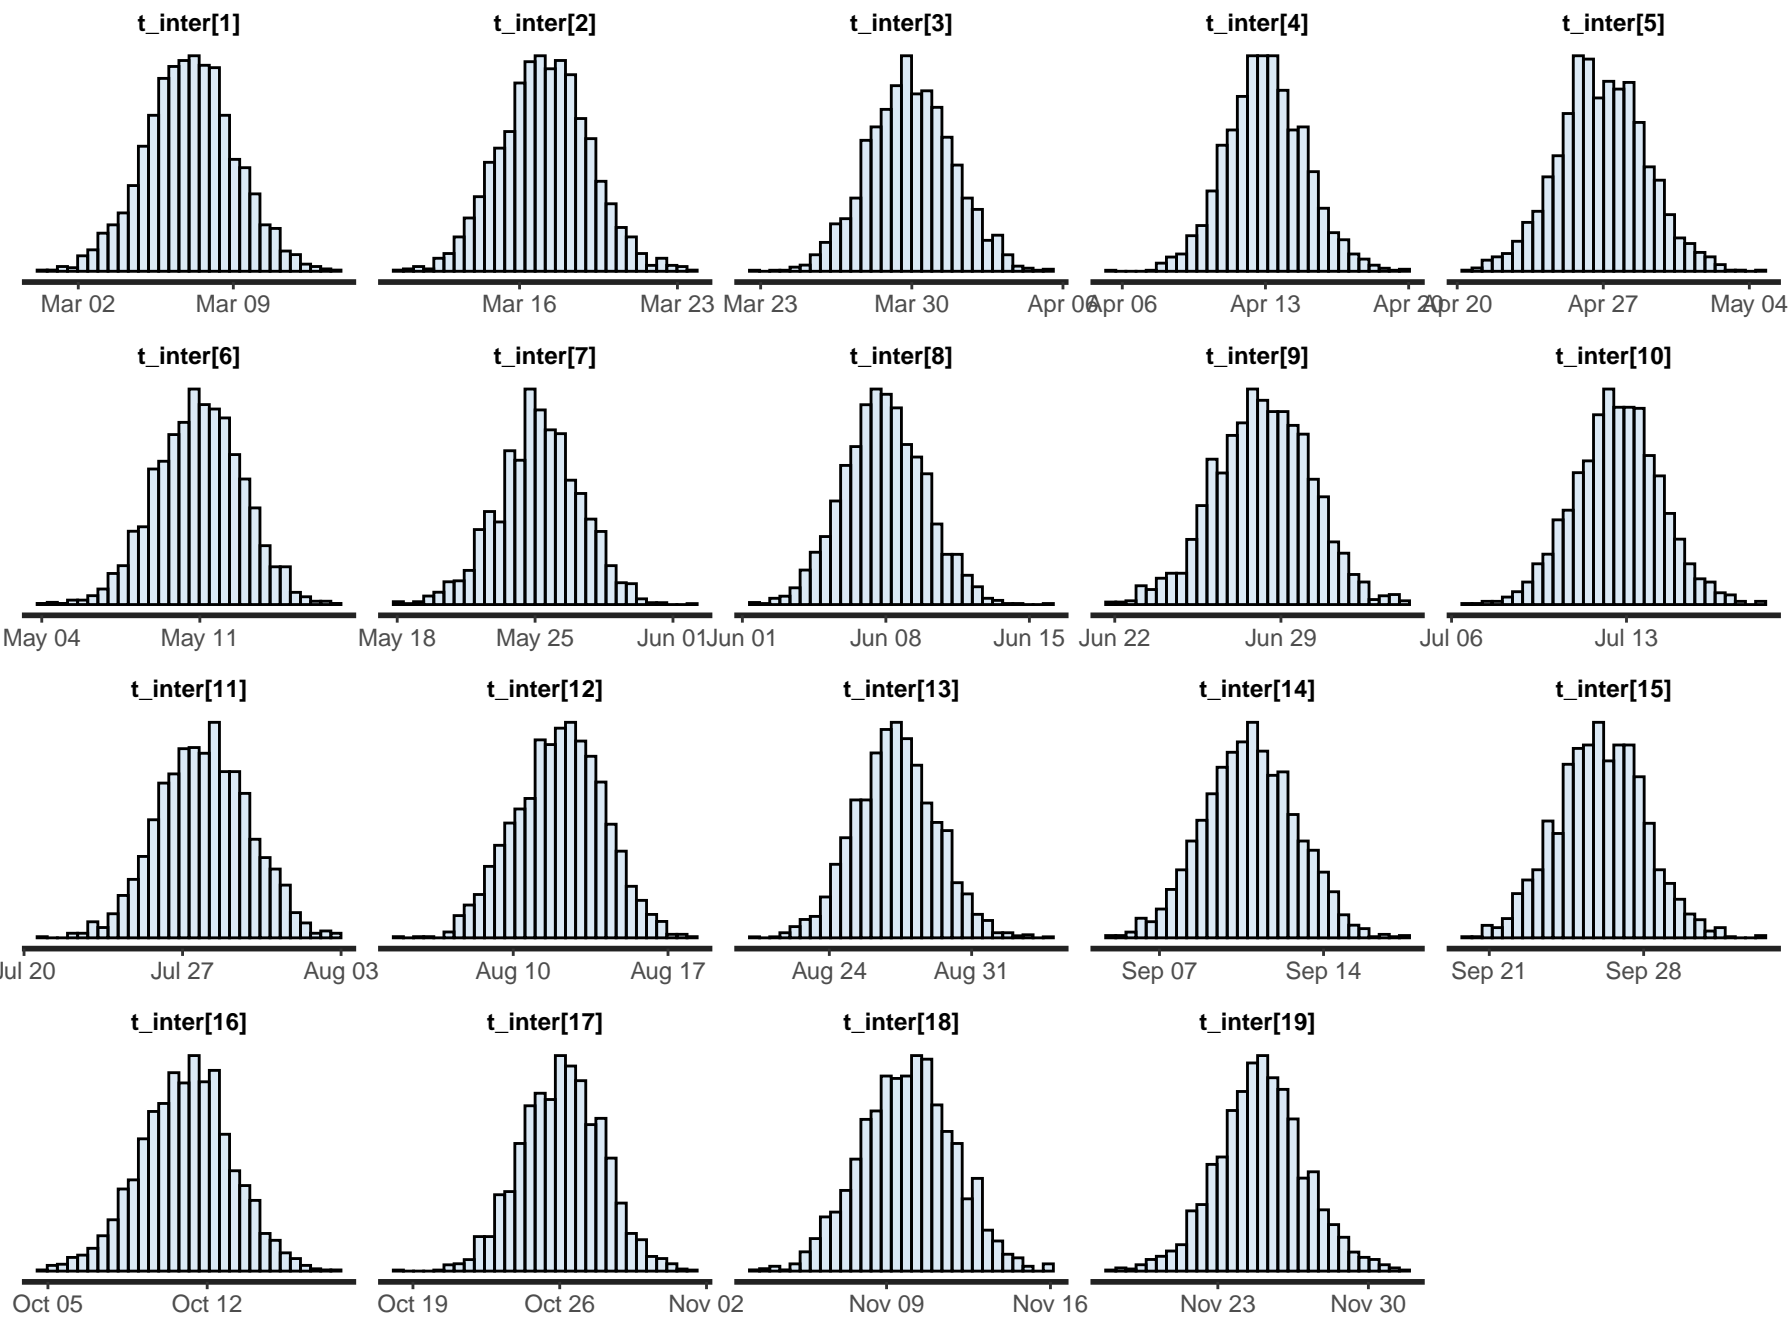 t_inter[1] t_inter[2] t_inter[3] t_inter[4] t_inter[5]
Mar 02 Mar 09 Mar 16 Mar 23 Mar 23 Mar 30 Apr 06 Apr 06 Apr 13 Apr 20 Apr 20 Apr 27 May 04
t_inter[6] t_inter[7] t_inter[8] t_inter[9] t_inter[10]
May 04 May 11 May 18 May 25 Jun 01 Jun 01 Jun 08 Jun 15 Jun 22 Jun 29 Jul 06 Jul 13
t_inter[11] t_inter[12] t_inter[13] t_inter[14] t_inter[15]
Jul 20 Jul 27 Aug 03 Aug 10 Aug 17 Aug 24 Aug 31 Sep 07 Sep 14 Sep 21 Sep 28
t_inter[16] t_inter[17] t_inter[18] t_inter[19]
Oct 05 Oct 12 Oct 19 Oct 26 Nov 02 Nov 09 Nov 16 Nov 23 Nov 30